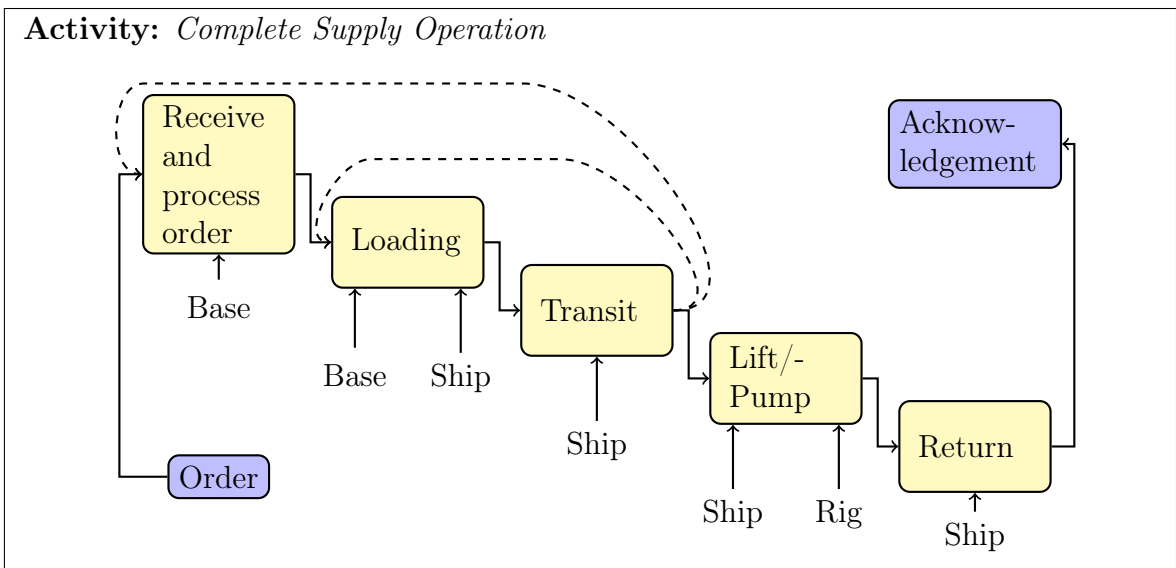 Activity: Complete Supply Operation
Receive
and
process
order
Acknow-
ledgement
Loading
Base
Transit
Base
Ship
Lift/-
Pump
Ship
Return
Order
Ship
Rig
Ship